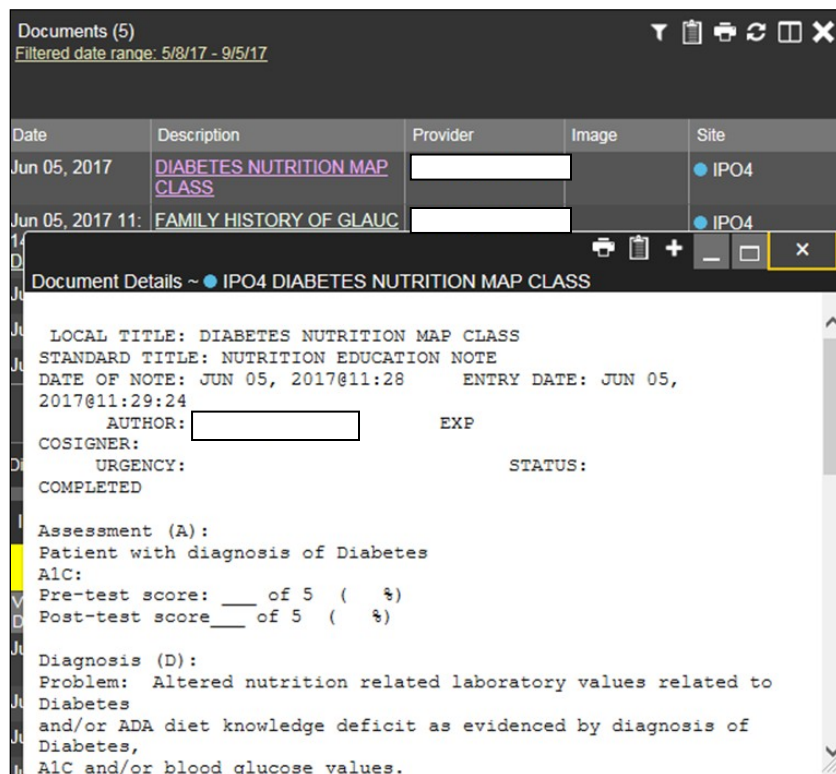 Documents (5)
Filtered date range: 5/8/17 - 9/5/17
Date Description Provider Image Site
Jun 05, 2017 DIABETES NUTRITION MAP CLASS IPO4
Jun 05, 2017 11: FAMILY HISTORY OF GLAUC IPO4
Document Details ~ IPO4 DIABETES NUTRITION MAP CLASS
LOCAL TITLE: DIABETES NUTRITION MAP CLASS
STANDARD TITLE: NUTRITION EDUCATION NOTE
DATE OF NOTE: JUN 05, 2017@11:28 ENTRY DATE: JUN 05,
2017@11:29:24
AUTHOR: EXP
COSIGNER:
URGENCY: STATUS:
COMPLETED
Assessment (A):
Patient with diagnosis of Diabetes
A1C:
Pre-test score: ___ of 5 ( %)
Post-test score___ of 5 ( %)
Diagnosis (D):
Problem: Altered nutrition related laboratory values related to
Diabetes
and/or ADA diet knowledge deficit as evidenced by diagnosis of
Diabetes,
A1C and/or blood glucose values.